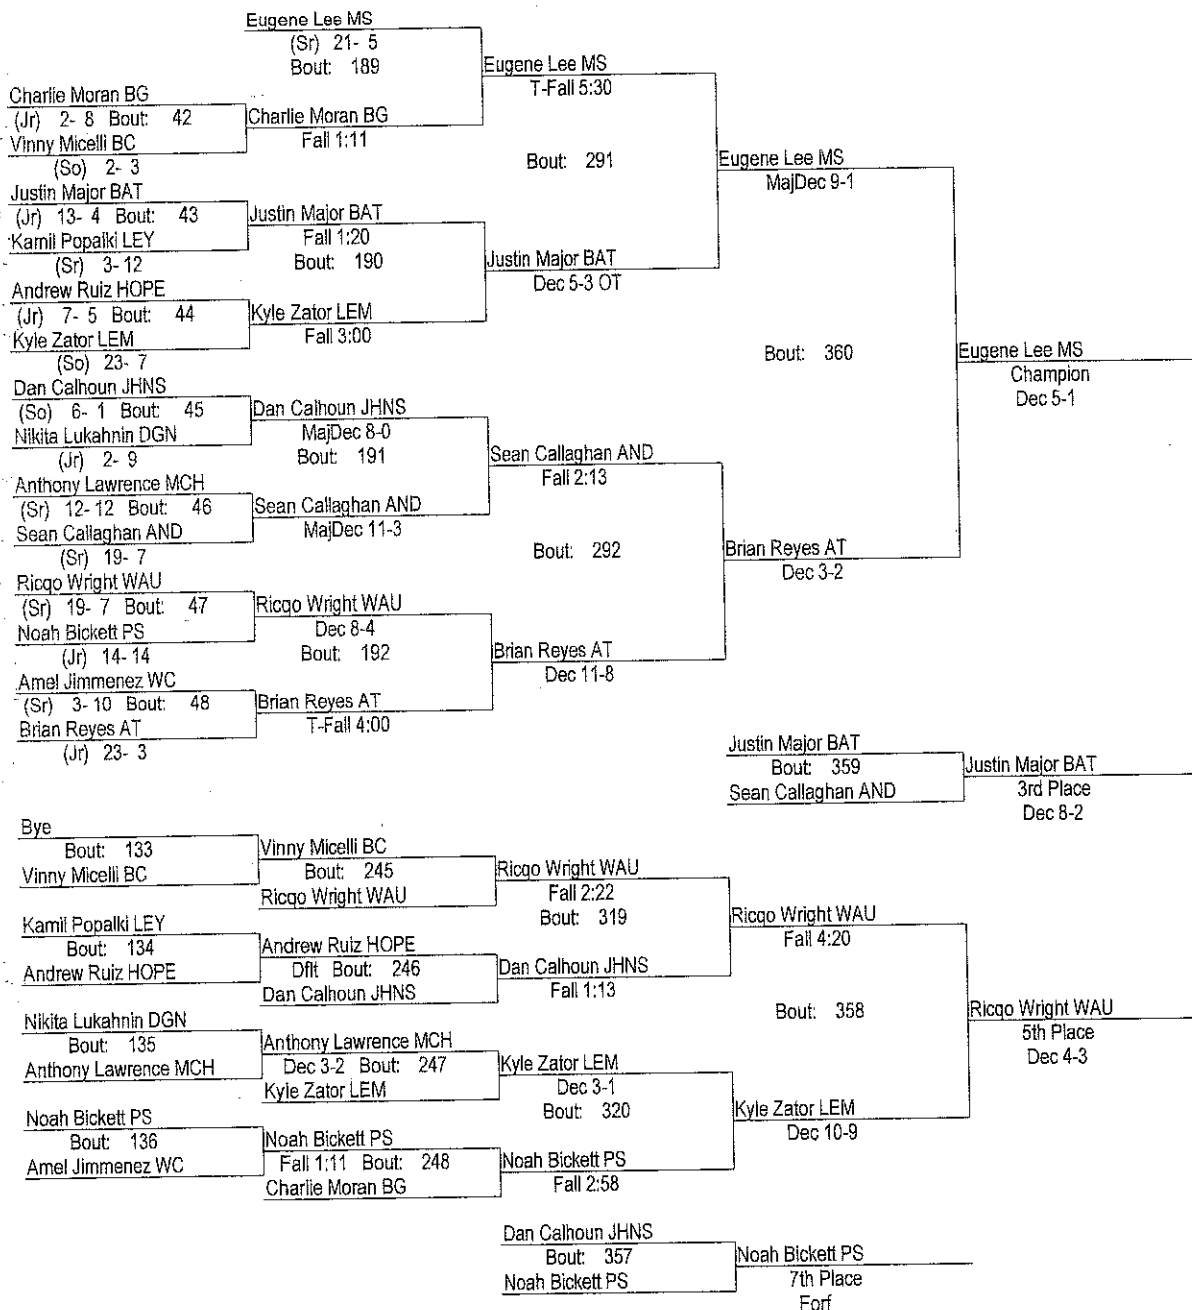 Eugene Lee MS
(Sr) 21- 5
Bout: 189
Eugene Lee MS
T-Fall 5:30
Charlie Moran BG
(Jr) 2- 8 Bout: 42
Charlie Moran BG
Vinny Micelli BC
Fall 1:11
(So) 2- 3
Bout: 291
Eugene Lee MS
MajDec 9-1
Justin Major BAT
(Jr) 13- 4 Bout: 43
Justin Major BAT
Kamil Popalki LEY
Fall 1:20
(Sr) 3- 12
Bout: 190
Justin Major BAT
Dec 5-3 OT
Andrew Ruiz HOPE
(Jr) 7- 5 Bout: 44
Kyle Zator LEM
Kyle Zator LEM
Fall 3:00
(So) 23- 7
Bout: 360
Eugene Lee MS
Champion
Dec 5-1
Dan Calhoun JHNS
(So) 6- 1 Bout: 45
Dan Calhoun JHNS
Nikita Lukahnin DGN
MajDec 8-0
(Jr) 2- 9
Bout: 191
Sean Callaghan AND
Fall 2:13
Anthony Lawrence MCH
(Sr) 12- 12 Bout: 46
Sean Callaghan AND
Sean Callaghan AND
MajDec 11-3
(Sr) 19- 7
Bout: 292
Brian Reyes AT
Dec 3-2
Ricqo Wright WAU
(Sr) 19- 7 Bout: 47
Ricqo Wright WAU
Noah Bickett PS
Dec 8-4
(Jr) 14- 14
Bout: 192
Brian Reyes AT
Dec 11-8
Amel Jimmenez WC
(Sr) 3- 10 Bout: 48
Brian Reyes AT
Brian Reyes AT
T-Fall 4:00
(Jr) 23- 3
Justin Major BAT
Bout: 359
Justin Major BAT
Sean Callaghan AND
3rd Place
Dec 8-2
Bye
Bout: 133
Vinny Micelli BC
Vinny Micelli BC
Bout: 245
Ricqo Wright WAU
Ricqo Wright WAU
Fall 2:22
Bout: 319
Ricqo Wright WAU
Fall 4:20
Kamil Popalki LEY
Bout: 134
Andrew Ruiz HOPE
Andrew Ruiz HOPE
Dflt Bout: 246
Dan Calhoun JHNS
Dan Calhoun JHNS
Fall 1:13
Bout: 358
Ricqo Wright WAU
5th Place
Dec 4-3
Nikita Lukahnin DGN
Bout: 135
Anthony Lawrence MCH
Anthony Lawrence MCH
Dec 3-2 Bout: 247
Kyle Zator LEM
Kyle Zator LEM
Dec 3-1
Bout: 320
Kyle Zator LEM
Dec 10-9
Noah Bickett PS
Bout: 136
Amel Jimmenez WC
Noah Bickett PS
Fall 1:11 Bout: 248
Charlie Moran BG
Noah Bickett PS
Fall 2:58
Dan Calhoun JHNS
Bout: 357
Noah Bickett PS
Noah Bickett PS
7th Place
Forf